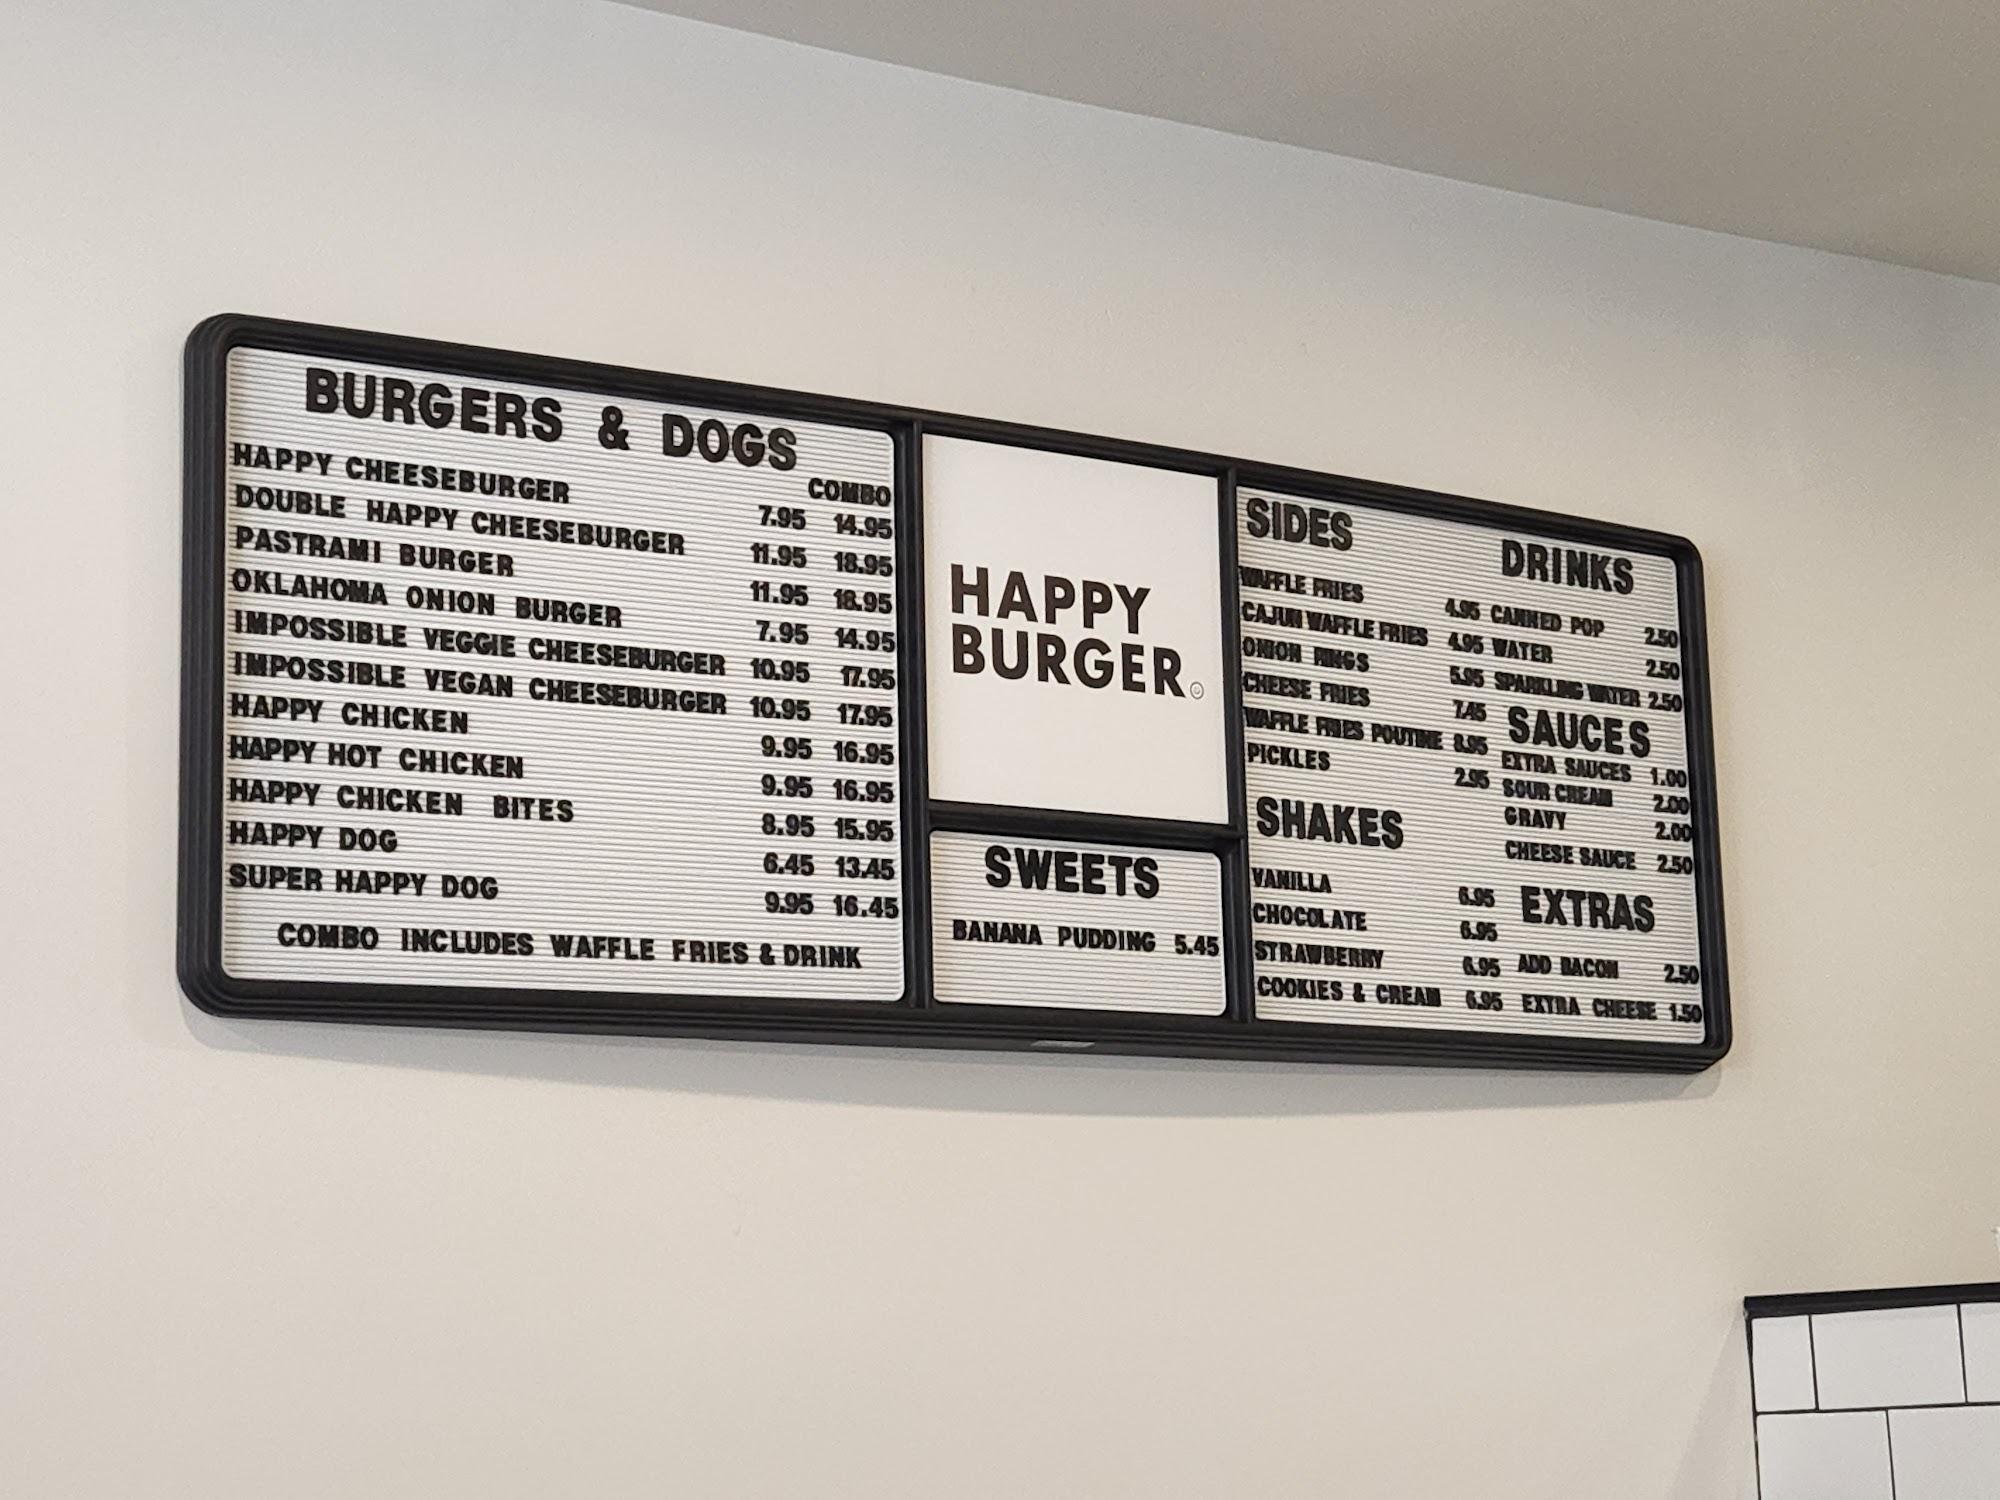 BURGERS & DOGS
COMBO
HAPPY CHEESEBURGER 7.95 14.95
DOUBLE HAPPY CHEESEBURGER 11.95 18.95
PASTRAMI BURGER 11.95 18.95
OKLAHOMA ONION BURGER 7.95 14.95
IMPOSSIBLE VEGGIE CHEESEBURGER 10.95 17.95
IMPOSSIBLE VEGAN CHEESEBURGER 10.95 17.95
HAPPY CHICKEN 9.95 16.95
HAPPY HOT CHICKEN 9.95 16.95
HAPPY CHICKEN BITES 8.95 15.95
HAPPY DOG 6.45 13.45
SUPER HAPPY DOG 9.95 16.45
COMBO INCLUDES WAFFLE FRIES & DRINK
HAPPY
BURGER
SWEETS
BANANA PUDDING 5.45
SIDES
WAFFLE FRIES 4.95
CAJUN WAFFLE FRIES 4.95
ONION RINGS 5.95
CHEESE FRIES 7.45
WAFFLE FRIES POUTINE 8.95
PICKLES 2.95
SHAKES
VANILLA 6.95
CHOCOLATE 6.95
STRAWBERRY 6.95
COOKIES & CREAM 6.95
DRINKS
CANNED POP 2.50
WATER 2.50
SPARKLING WATER 2.50
SAUCES
EXTRA SAUCES 1.00
SOUR CREAM 2.00
GRAVY 2.00
CHEESE SAUCE 2.50
EXTRAS
ADD BACON 2.50
EXTRA CHEESE 1.50